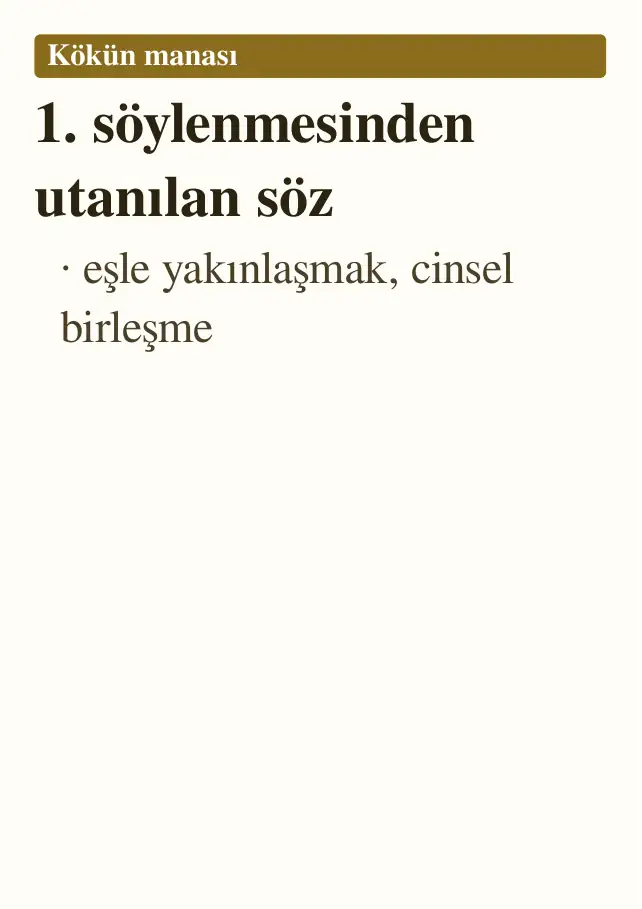 Kökün manası
1. söylenmesinden
utanılan söz
· eşle yakınlaşmak, cinsel
birleşme